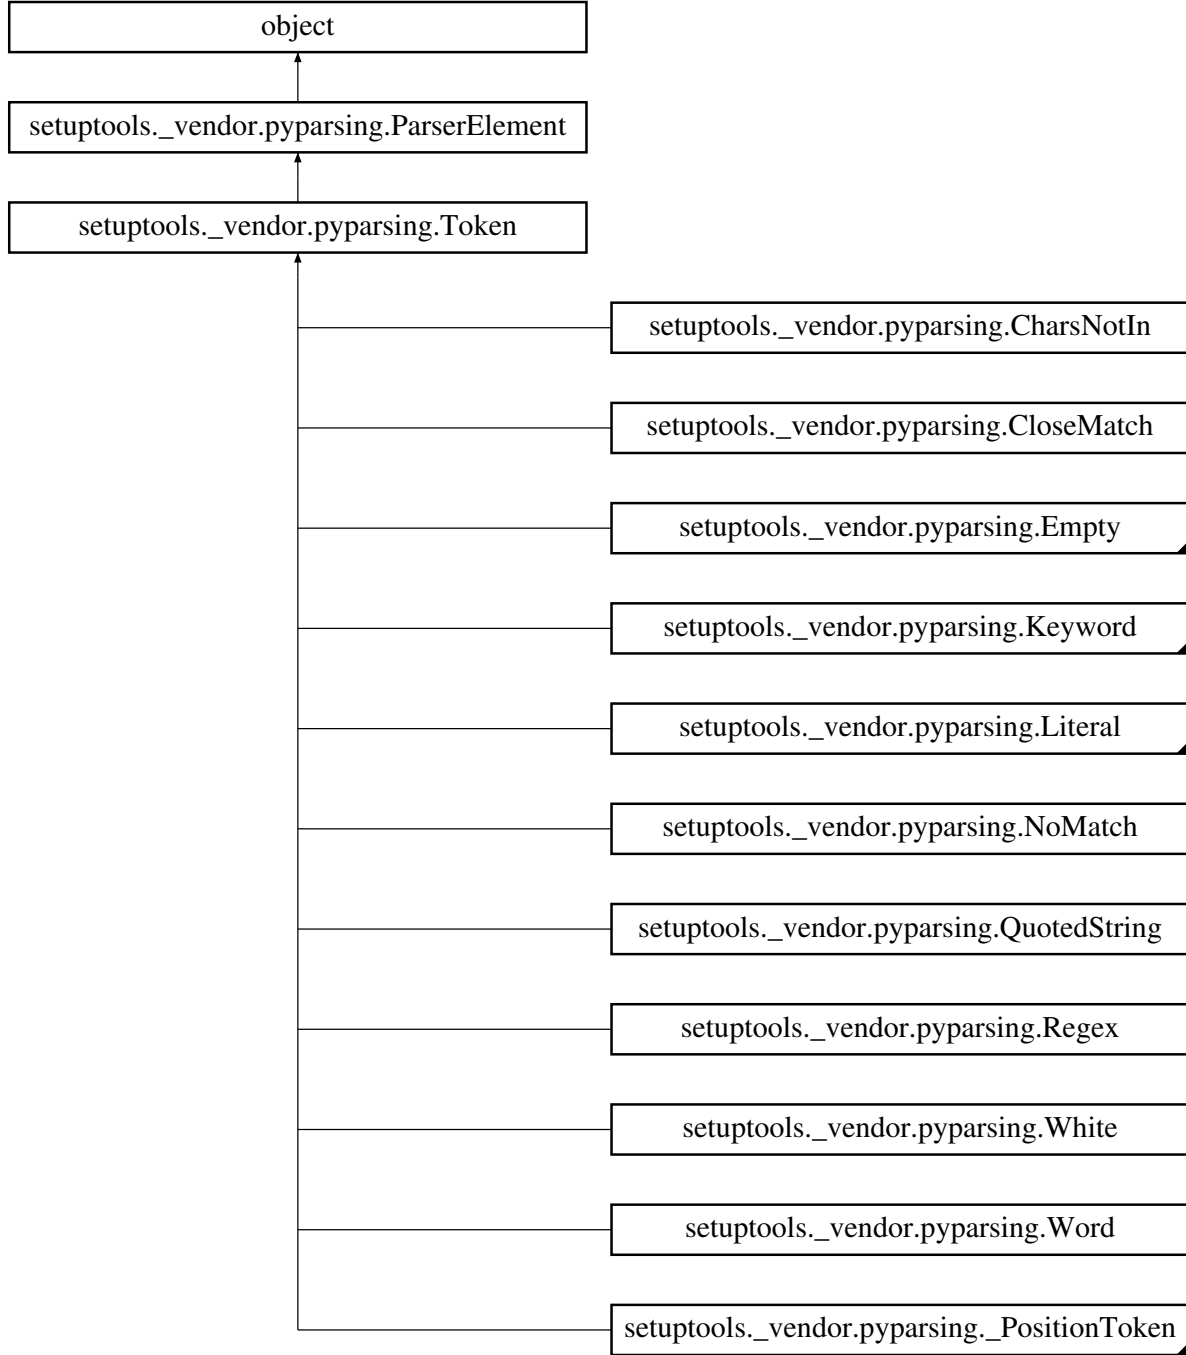 object
setuptools._vendor.pyparsing.ParserElement
setuptools._vendor.pyparsing.Token
setuptools._vendor.pyparsing.CharsNotIn
setuptools._vendor.pyparsing.CloseMatch
setuptools._vendor.pyparsing.Empty
setuptools._vendor.pyparsing.Keyword
setuptools._vendor.pyparsing.Literal
setuptools._vendor.pyparsing.NoMatch
setuptools._vendor.pyparsing.QuotedString
setuptools._vendor.pyparsing.Regex
setuptools._vendor.pyparsing.White
setuptools._vendor.pyparsing.Word
setuptools._vendor.pyparsing._PositionToken